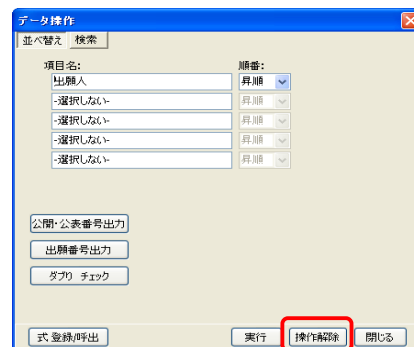 データ操作
並べ替え 検索
項目名: 順番:
出願人 昇順
-選択しない- 昇順
-選択しない- 昇順
-選択しない- 昇順
-選択しない- 昇順
公開・公表番号出力
出願番号出力
ダブり チェック
式 登録/呼出 実行 操作解除 閉じる